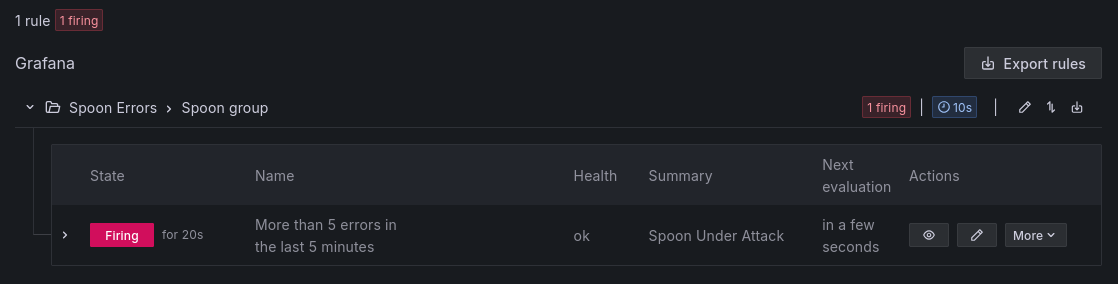 1 rule 1 firing
Grafana
Export rules
Spoon Errors > Spoon group
1 firing | 10s |
State Name Health Summary Next evaluation Actions
Firing for 20s More than 5 errors in the last 5 minutes ok Spoon Under Attack in a few seconds More